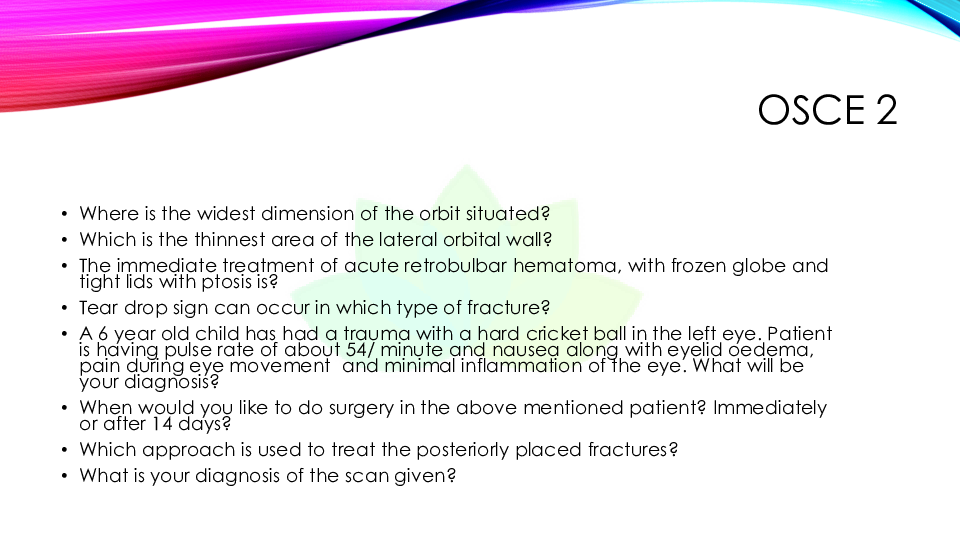 OSCE 2
• Where is the widest dimension of the orbit situated?
• Which is the thinnest area of the lateral orbital wall?
• The immediate treatment of acute retrobulbar hematoma, with frozen globe and
tight lids with ptosis is?
• Tear drop sign can occur in which type of fracture?
• A 6 year old child has had a trauma with a hard cricket ball in the left eye. Patient
is having pulse rate of about 54/ minute and nausea along with eyelid oedema,
pain during eye movement  and minimal inflammation of the eye. What will be
your diagnosis?
• When would you like to do surgery in the above mentioned patient? Immediately
or after 14 days?
• Which approach is used to treat the posteriorly placed fractures?
• What is your diagnosis of the scan given?